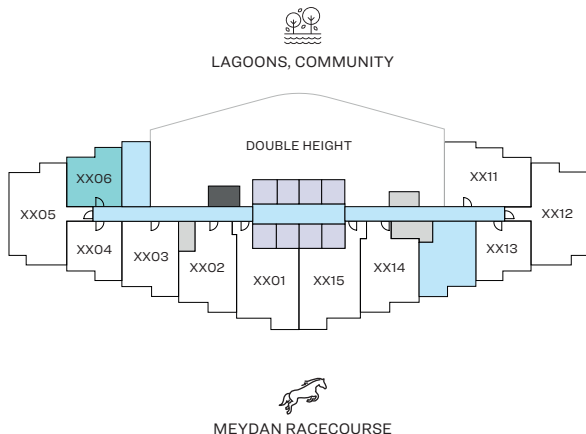 LAGOONS, COMMUNITY
DOUBLE HEIGHT
XX06
XX11
XX05
XX12
XX04
XX03
XX02
XX01
XX15
XX14
XX13
MEYDAN RACECOURSE